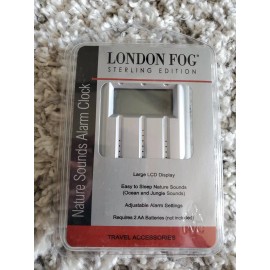 LONDON FOG®
STERLING EDITION
Nature Sounds Alarm Clock
Large LCD Display
Easy to Sleep Nature Sounds
(Ocean and Jungle Sounds)
Adjustable Alarm Settings
Requires 2 AA Batteries (not included)
TRAVEL ACCESSORIES